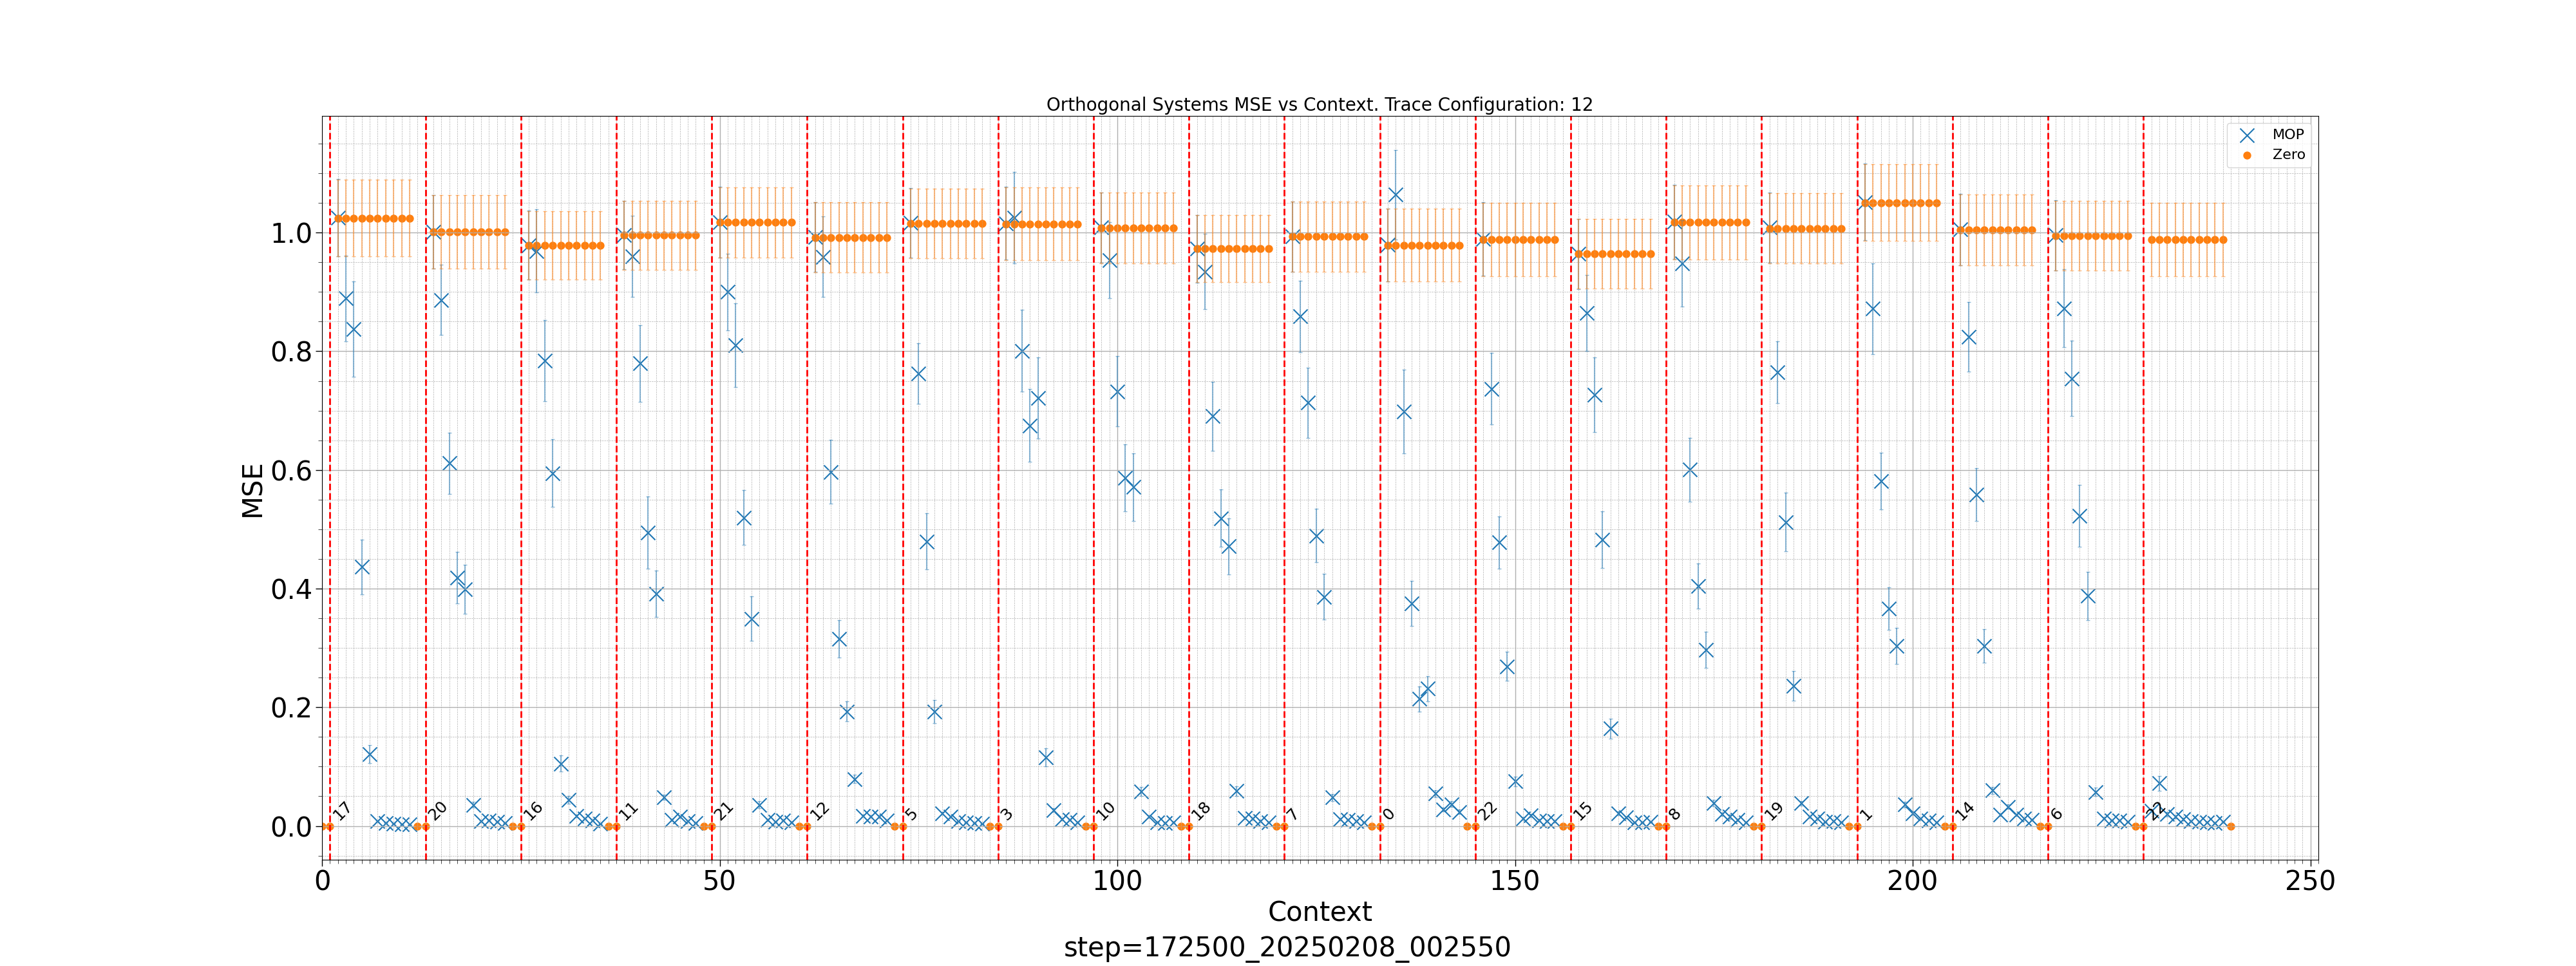 Orthogonal Systems MSE vs Context. Trace Configuration: 12
MOP
Zero
MSE
1.0
0.8
0.6
0.4
0.2
0.0
17 20 16 11 21 12 5 3 10 18 7 0 22 15 8 19 1 14 6 22
0 50 100 150 200 250
Context
step=172500_20250208_002550